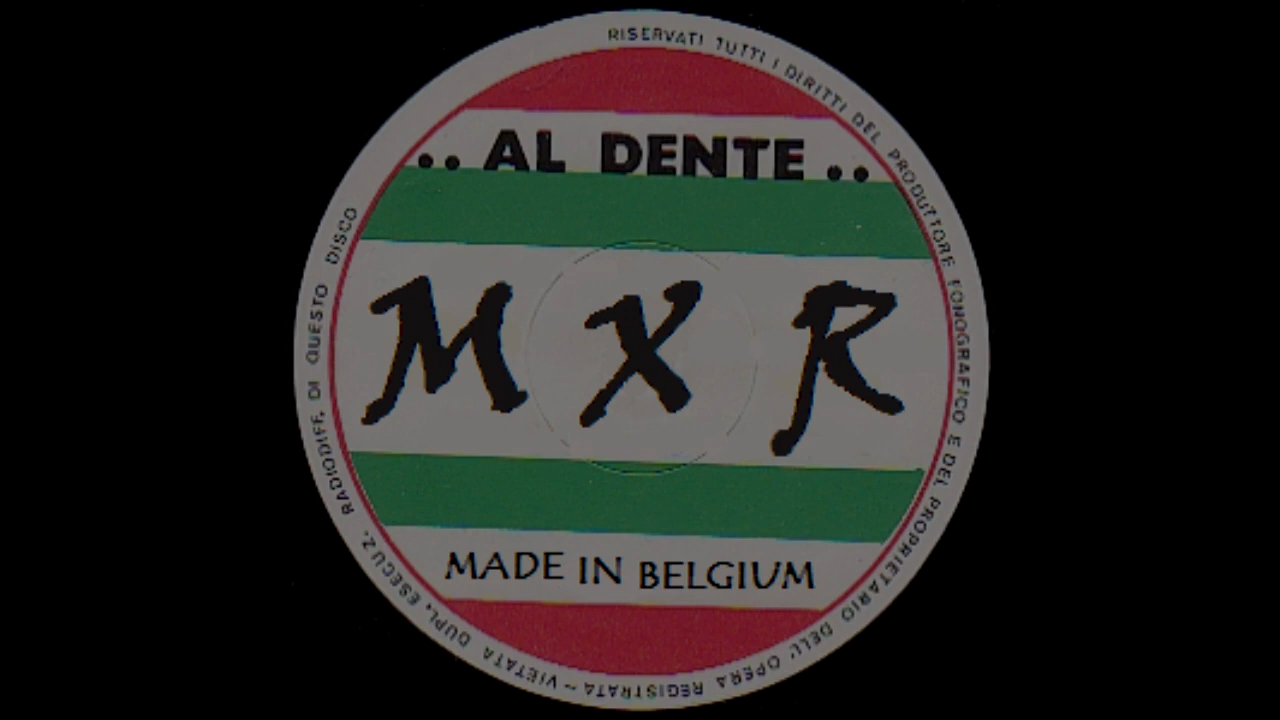 RISERVATI TUTTI I DIRITTI DEL PRODUTTORE FONOGRAFICO E DEL PROPRIETARIO DELL' OPERA REGISTRATA - VIETATA DUPL. ESECUZ. RADIODIFF. DI QUESTO DISCO
.. AL DENTE ..
M X R
MADE IN BELGIUM